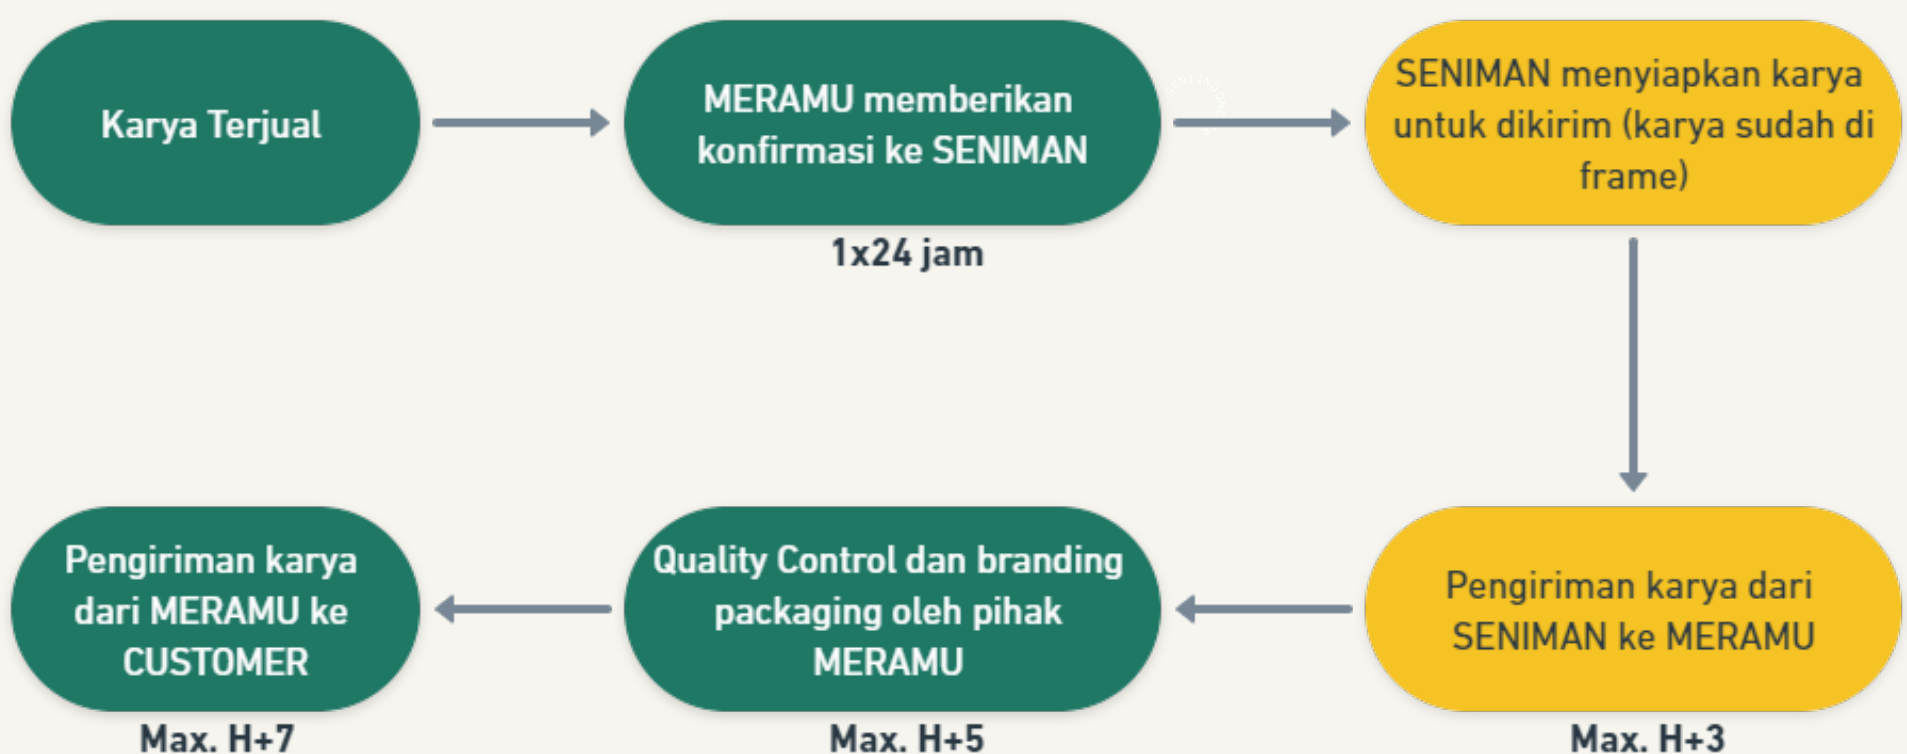 Karya Terjual
MERAMU memberikan
konfirmasi ke SENIMAN
1x24 jam
SENIMAN menyiapkan karya
untuk dikirim (karya sudah di
frame)
Pengiriman karya dari
SENIMAN ke MERAMU
Max. H+3
Quality Control dan branding
packaging oleh pihak
MERAMU
Max. H+5
Pengiriman karya
dari MERAMU ke
CUSTOMER
Max. H+7